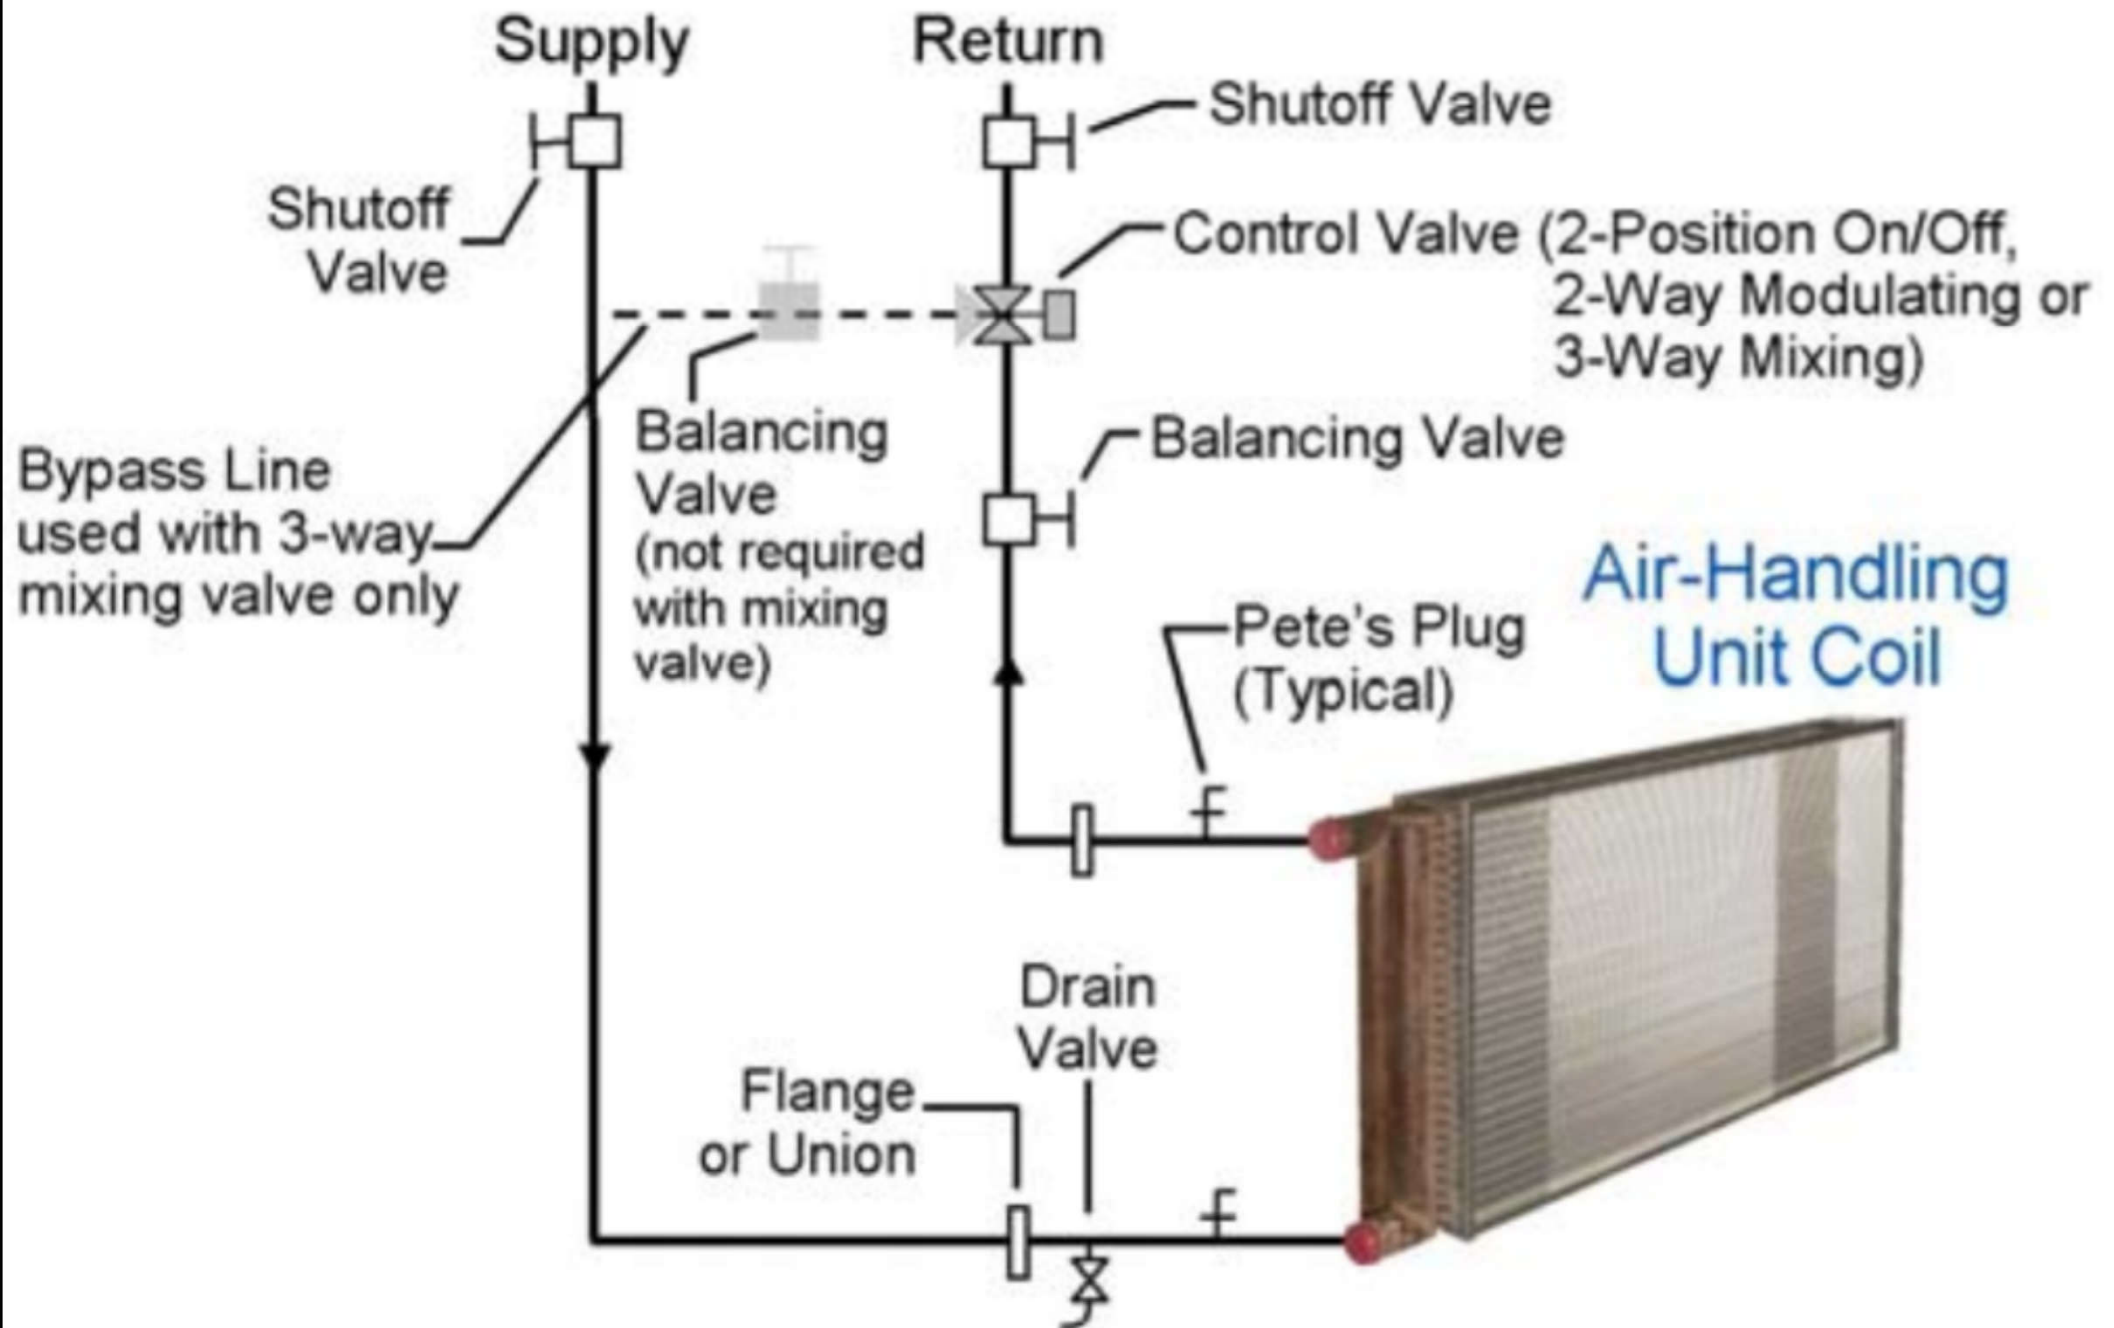 Supply
Return
Shutoff Valve
Shutoff
Valve
Control Valve (2-Position On/Off,
2-Way Modulating or
3-Way Mixing)
Balancing
Valve
(not required
with mixing
valve)
Balancing Valve
Bypass Line
used with 3-way
mixing valve only
Air-Handling
Unit Coil
Pete's Plug
(Typical)
Drain
Valve
Flange
or Union